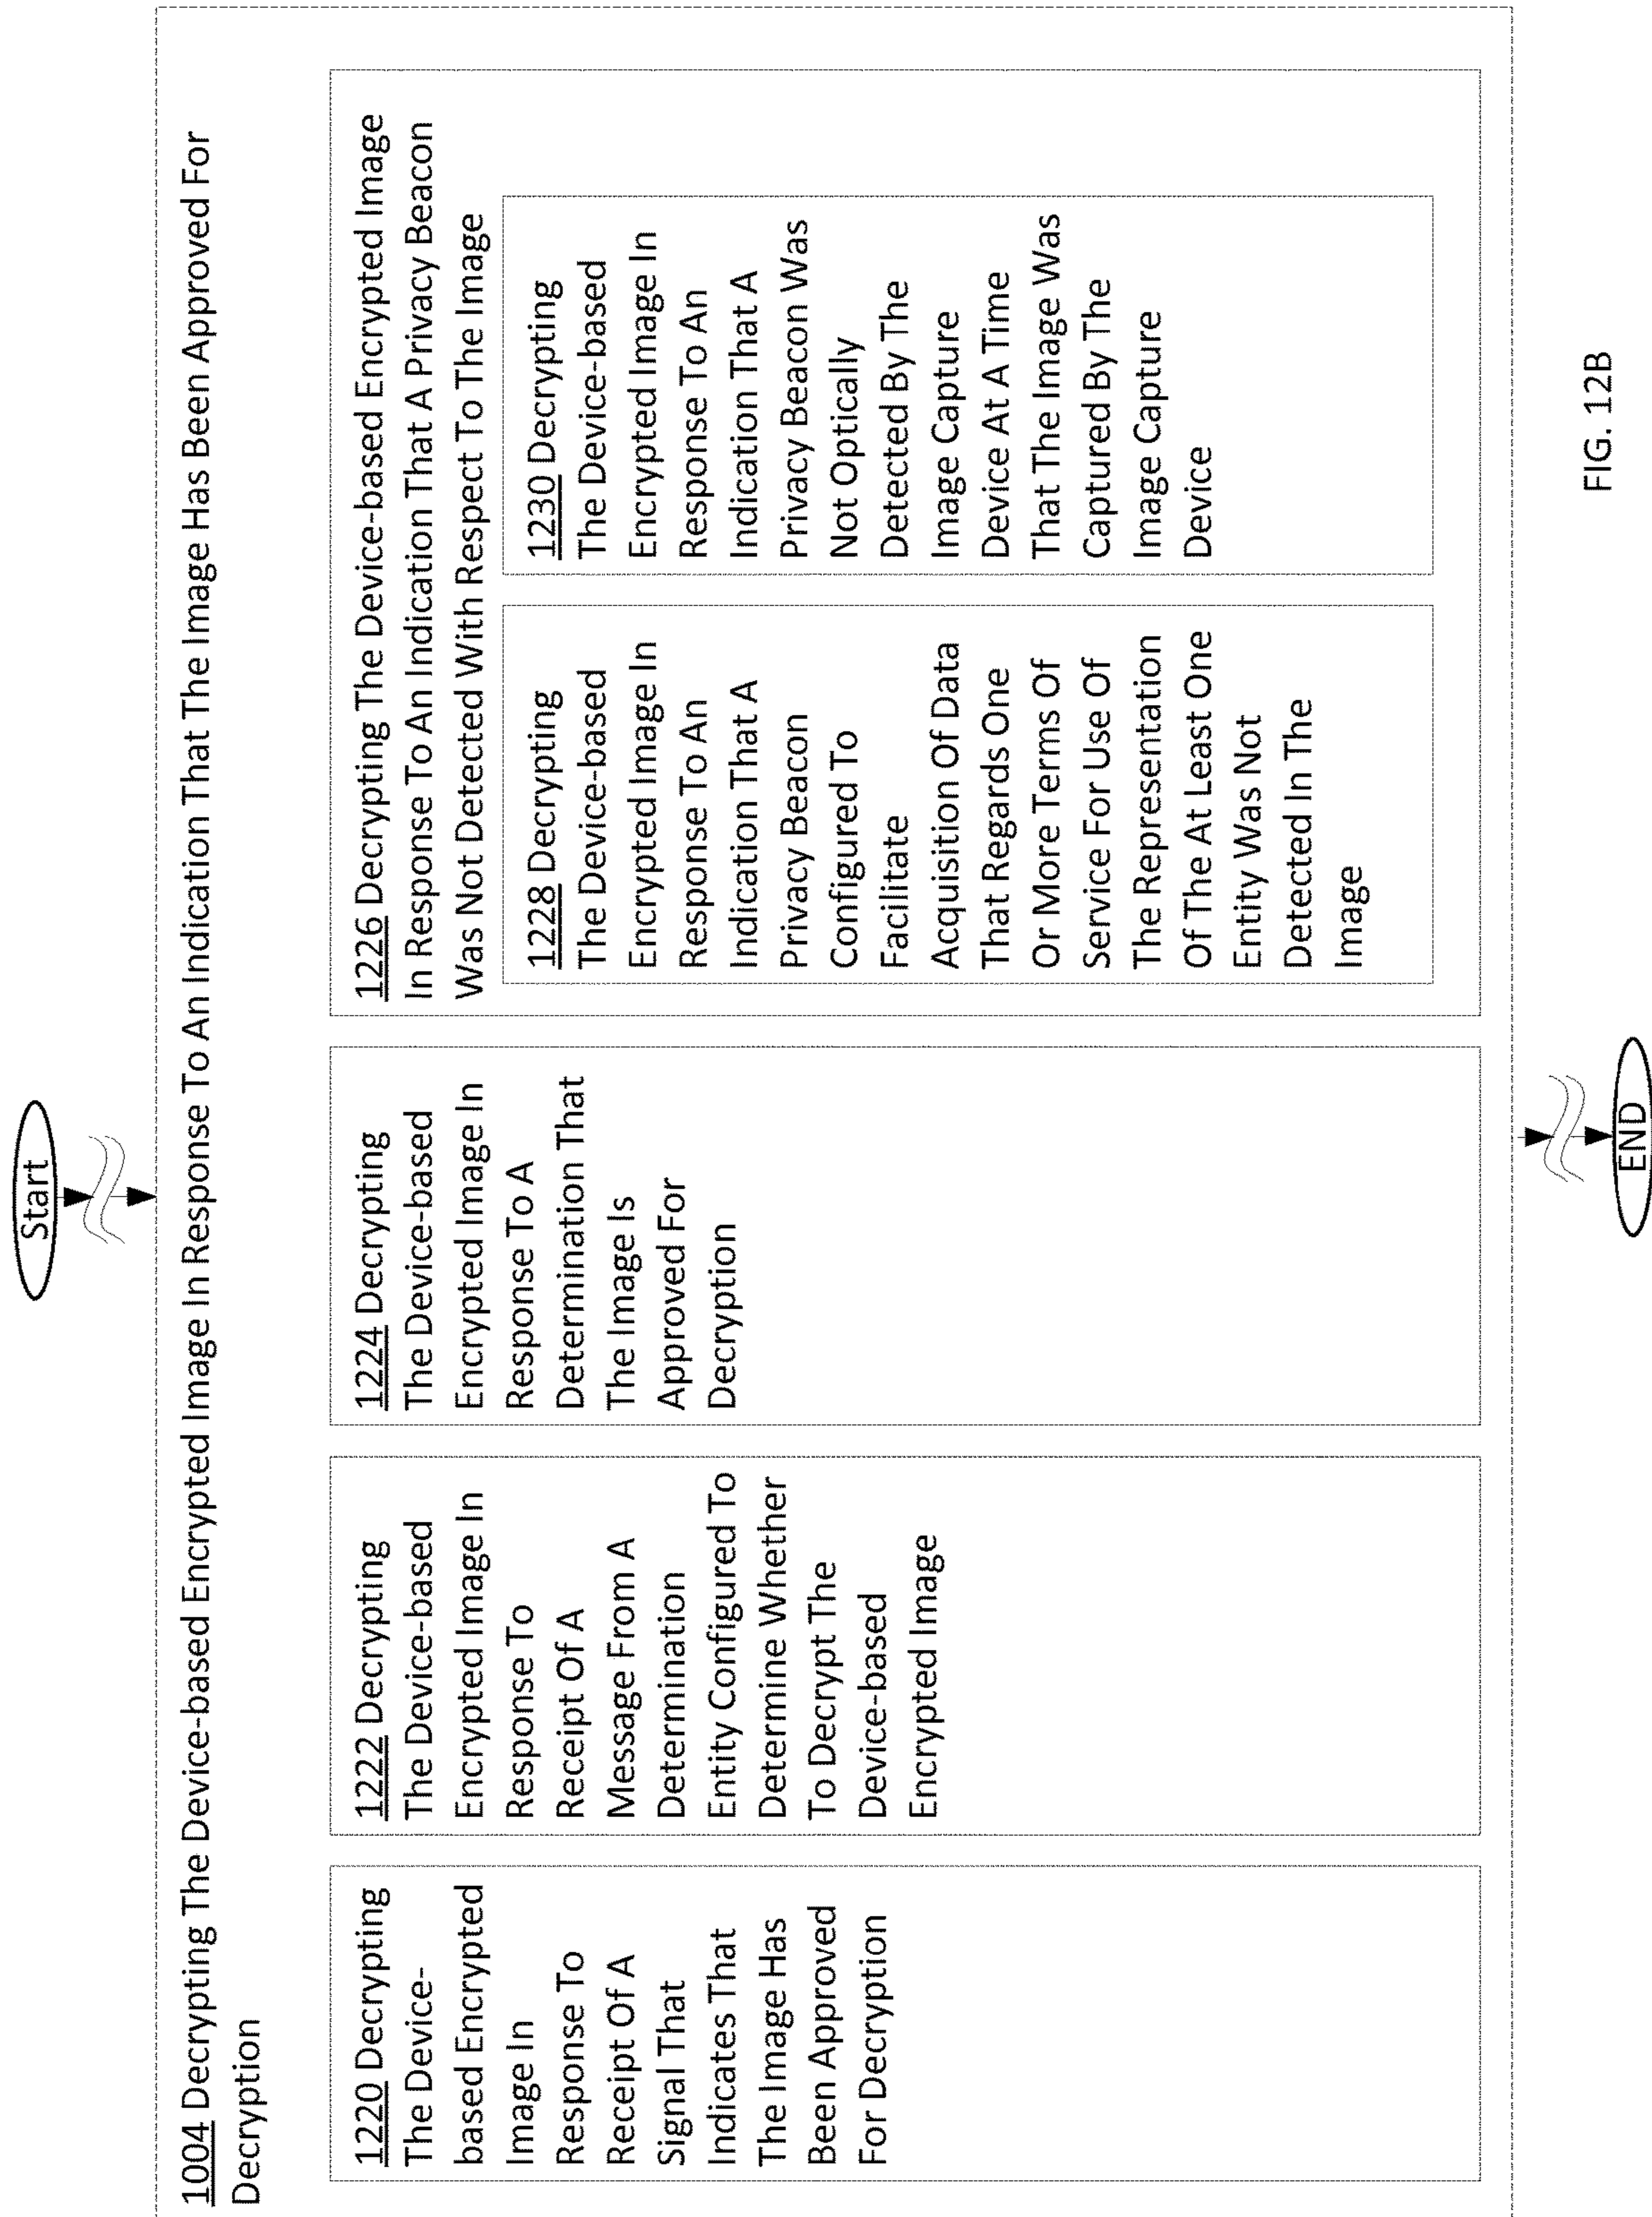 Start
1004 Decrypting The Device-based Encrypted Image In Response To An Indication That The Image Has Been Approved For
Decryption
1220 Decrypting
The Device-
based Encrypted
Image In
Response To
Receipt Of A
Signal That
Indicates That
The Image Has
Been Approved
For Decryption
1222 Decrypting
The Device-based
Encrypted Image In
Response To
Receipt Of A
Message From A
Determination
Entity Configured To
Determine Whether
To Decrypt The
Device-based
Encrypted Image
1224 Decrypting
The Device-based
Encrypted Image In
Response To A
Determination That
The Image Is
Approved For
Decryption
1226 Decrypting The Device-based Encrypted Image
In Response To An Indication That A Privacy Beacon
Was Not Detected With Respect To The Image
1228 Decrypting
The Device-based
Encrypted Image In
Response To An
Indication That A
Privacy Beacon
Configured To
Facilitate
Acquisition Of Data
That Regards One
Or More Terms Of
Service For Use Of
The Representation
Of The At Least One
Entity Was Not
Detected In The
Image
1230 Decrypting
The Device-based
Encrypted Image In
Response To An
Indication That A
Privacy Beacon Was
Not Optically
Detected By The
Image Capture
Device At A Time
That The Image Was
Captured By The
Image Capture
Device
END
FIG. 12B